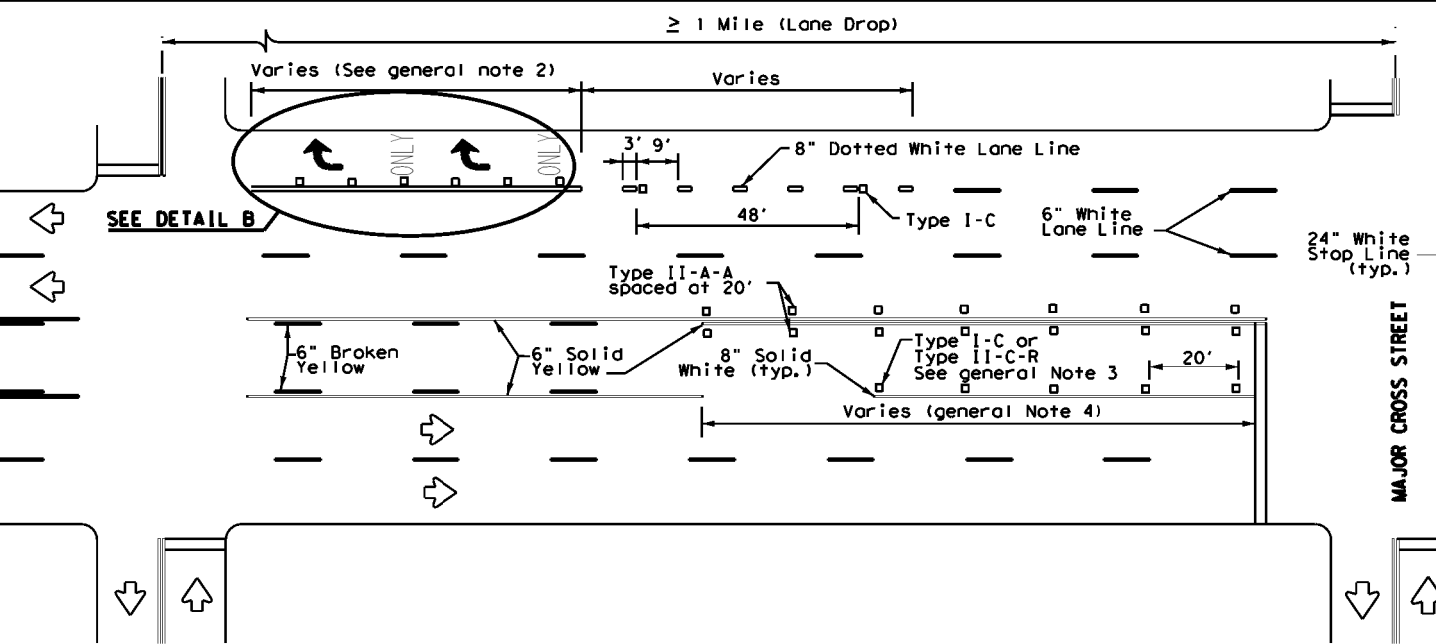 ≥ 1 Mile (Lane Drop)
Varies (See general note 2)
Varies
ONLY
ONLY
3' 9'
8" Dotted White Lane Line
SEE DETAIL B
48'
Type I-C
6" White
Lane Line
24" White
Stop Line
(typ.)
Type II-A-A
spaced at 20'
6" Broken
Yellow
6" Solid
Yellow
8" Solid
White (typ.)
Type I-C or
Type II-C-R
See general Note 3
20'
Varies (general Note 4)
MAJOR CROSS STREET